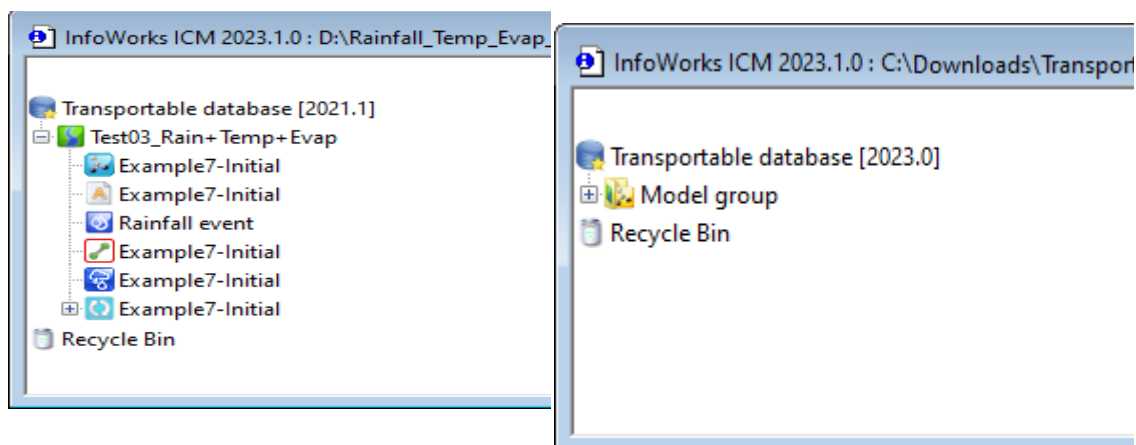 InfoWorks ICM 2023.1.0 : D:\Rainfall_Temp_Evap_
Transportable database [2021.1]
Test03_Rain+Temp+Evap
Example7-Initial
Example7-Initial
Rainfall event
Example7-Initial
Example7-Initial
Example7-Initial
Recycle Bin
InfoWorks ICM 2023.1.0 : C:\Downloads\Transport
Transportable database [2023.0]
Model group
Recycle Bin